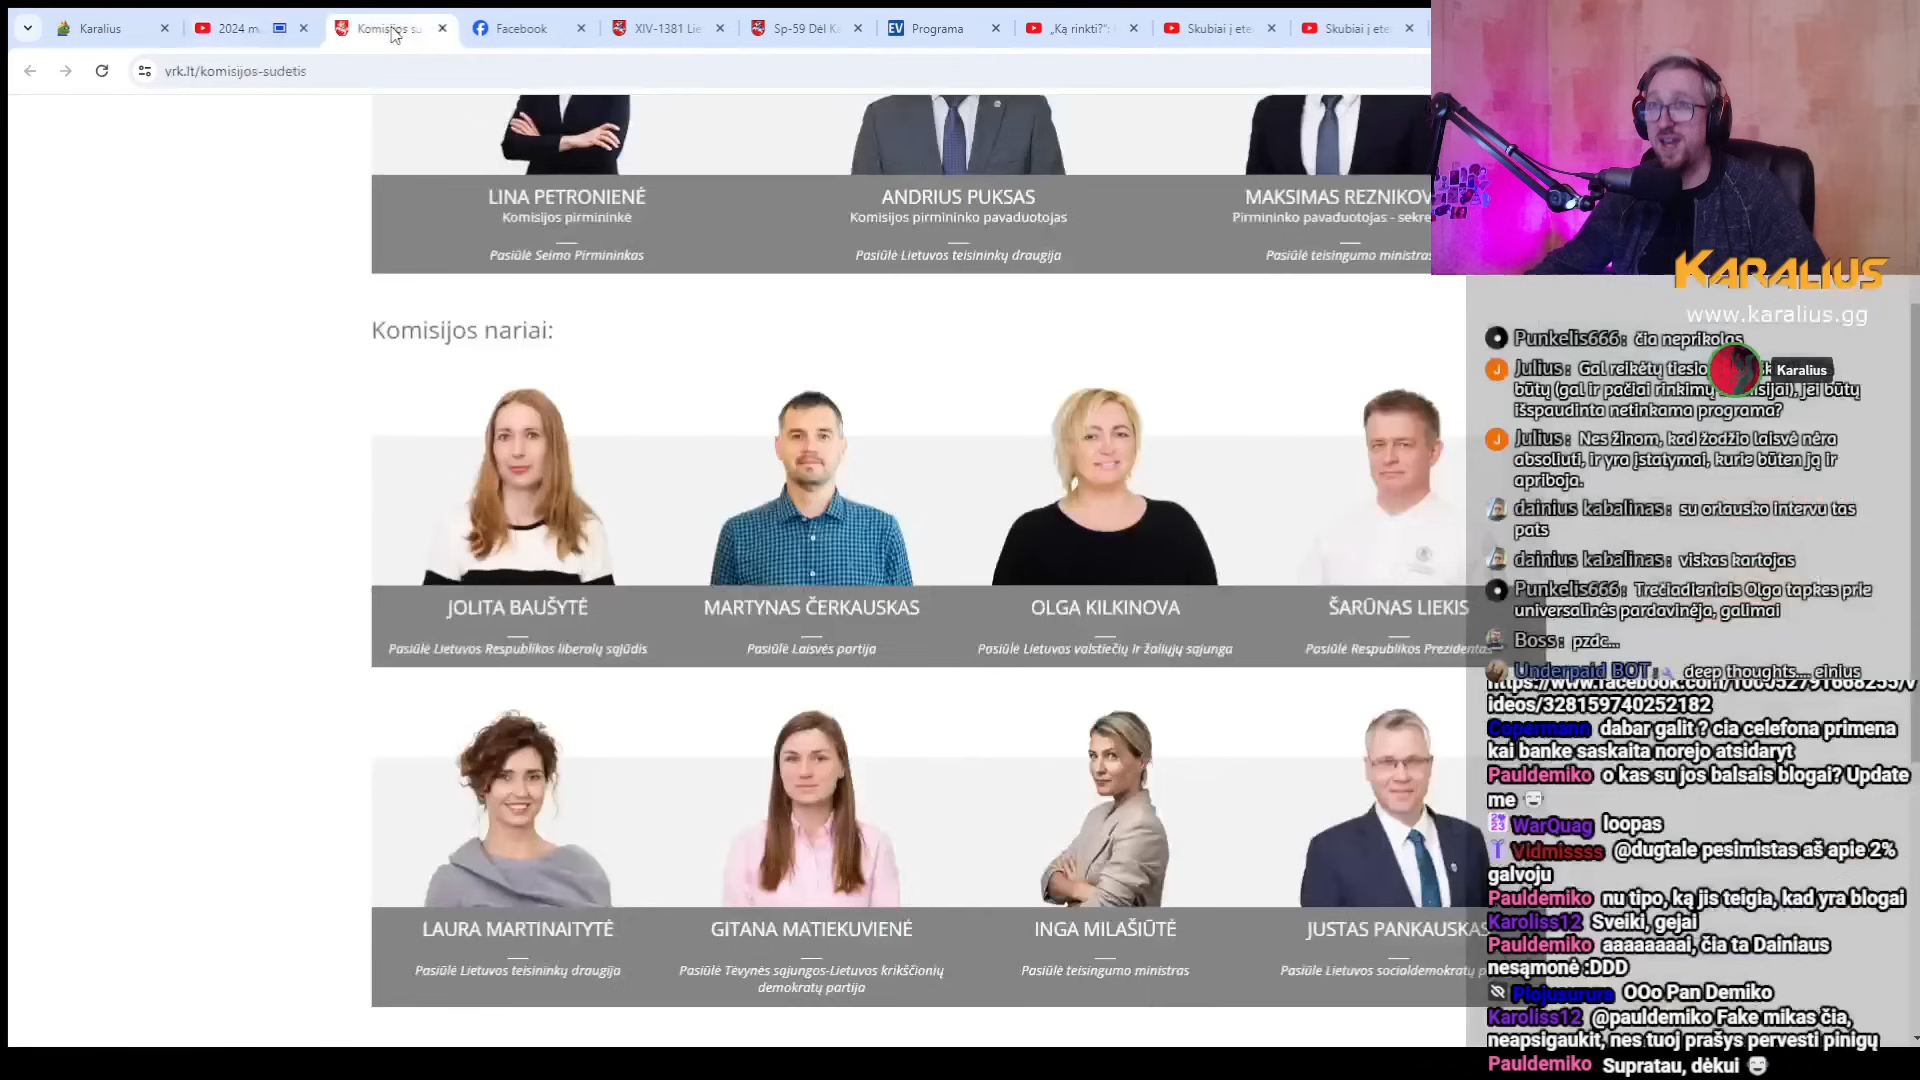 Karalius
2024 m.
Komisijos su
Facebook
XIV-1381 Lie
Sp-59 Dėl Ka
EV Programa
„Ką rinkti?“:
Skubiai į ete
Skubiai į ete
vrk.lt/komisijos-sudetis
LINA PETRONIENĖ
Komisijos pirmininkė
Pasiūlė Seimo Pirmininkas
ANDRIUS PUKSAS
Komisijos pirmininko pavaduotojas
Pasiūlė Lietuvos teisininkų draugija
MAKSIMAS REZNIKOV
Pirmininko pavaduotojas - sekre
Pasiūlė teisingumo ministras
Komisijos nariai:
JOLITA BAUŠYTĖ
Pasiūlė Lietuvos Respublikos liberalų sąjūdis
MARTYNAS ČERKAUSKAS
Pasiūlė Laisvės partija
OLGA KILKINOVA
Pasiūlė Lietuvos valstiečių ir žaliųjų sąjunga
ŠARŪNAS LIEKIS
Pasiūlė Respublikos Prezidentas
LAURA MARTINAITYTĖ
Pasiūlė Lietuvos teisininkų draugija
GITANA MATIEKUVIENĖ
Pasiūlė Tėvynės sąjungos-Lietuvos krikščionių
demokratų partija
INGA MILAŠIŪTĖ
Pasiūlė teisingumo ministras
JUSTAS PANKAUSKAS
Pasiūlė Lietuvos socialdemokratų p
KARALIUS
www.karalius.gg
Punkelis666: čia neprikolas
Karalius
Julius: Gal reikėtų
būtų (gal ir pačiai rinkimų jei būtų
išspaudinta netinkama programa?
Julius: Nes žinom, kad žodžio laisvė nėra
absoliuti, ir yra įstatymai, kurie būten ją ir
apriboja.
dainius kabalinas: su orlausko intervu tas
pats
dainius kabalinas: viskas kartojas
Punkelis666: Trečiadieniais Olga tapkes prie
universalinės pardavinėja, galimai
Boss: pzdc...
Underpaid BOT: deep thoughts.... einius
ideos/328159740252182
Copermann dabar galit ? cia celefona primena
kai banke saskaita norejo atsidaryt
Pauldemiko o kas su jos balsais blogai? Update
me
WarQuag loopas
Vidmissss @dugtale pesimistas aš apie 2%
galvoju
Pauldemiko nu tipo, ką jis teigia, kad yra blogai
Karoliss12 Sveiki, gejai
Pauldemiko aaaaaaaai, čia ta Dainiaus
nesąmonė :DDD
Plojusurura OOo Pan Demiko
Karoliss12 @pauldemiko Fake mikas čia,
neapsigaukit, nes tuoj prašys pervesti pinigų
Pauldemiko Supratau, dėkui